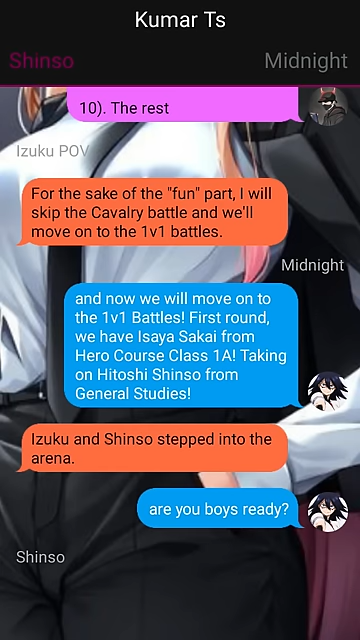 Kumar Ts
Shinso
Midnight
10). The rest
Izuku POV
For the sake of the "fun" part, I will
skip the Cavalry battle and we'll
move on to the 1v1 battles.
Midnight
and now we will move on to
the 1v1 Battles! First round,
we have Isaya Sakai from
Hero Course Class 1A! Taking
on Hitoshi Shinso from
General Studies!
Izuku and Shinso stepped into the
arena.
are you boys ready?
Shinso